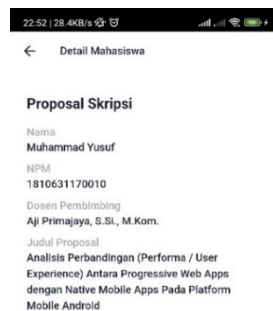 22:52 | 28.4KB/s
Detail Mahasiswa
Proposal Skripsi
Nama
Muhammad Yusuf
NPM
1810631170010
Dosen Pembimbing
Aji Primajaya, S.Si., M.Kom.
Judul Proposal
Analisis Perbandingan (Performa / User
Experience) Antara Progressive Web Apps
dengan Native Mobile Apps Pada Platform
Mobile Android